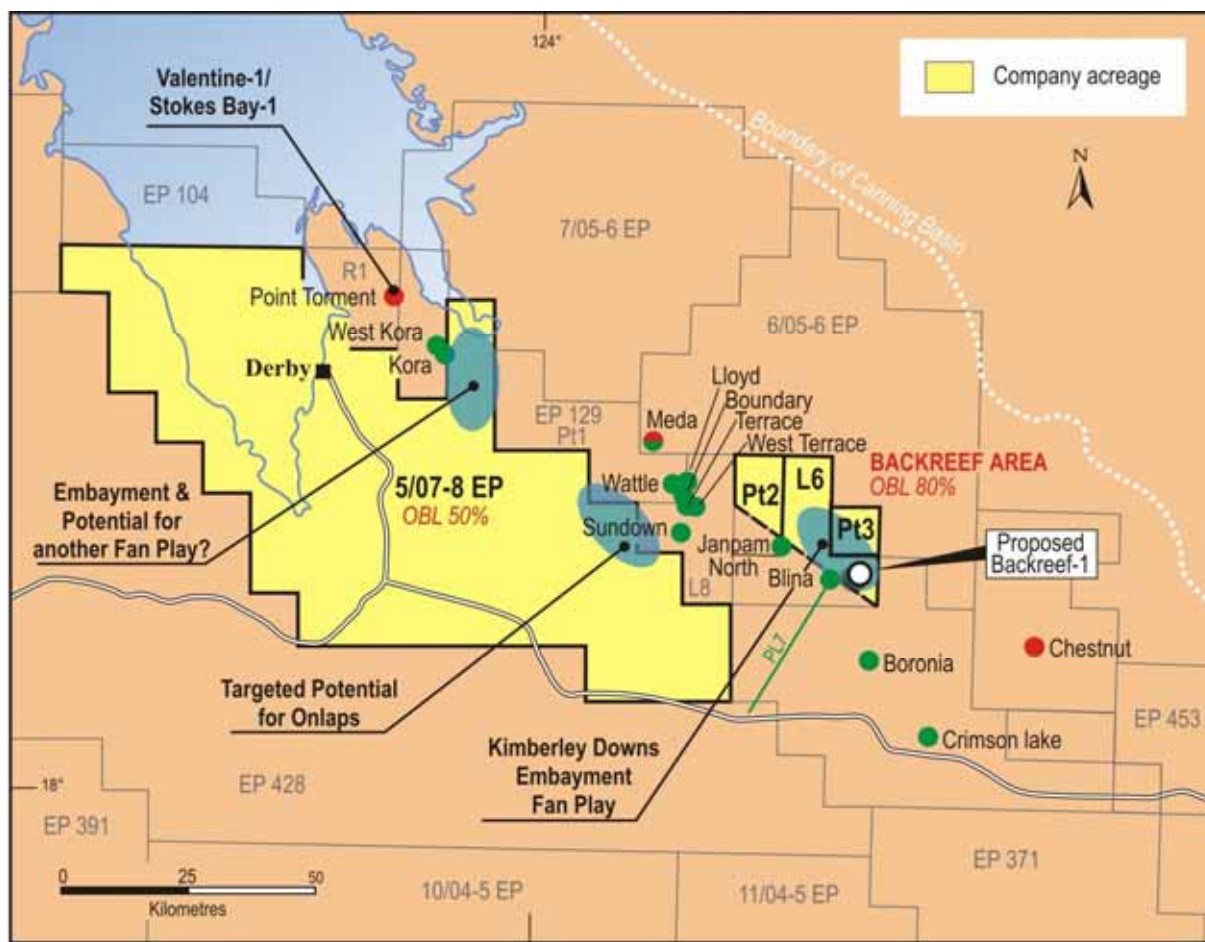 124°
Company acreage
Valentine-1/
Stokes Bay-1
Boundary of Canning Basin
N
EP 104
7/05-6 EP
R1
Point Torment
6/05-6 EP
West Kora
Kora
Derby
Lloyd
Boundary
Terrace
West Terrace
EP 129
Pt1
Meda
BACKREEF AREA
OBL 80%
Pt2
L6
Pt3
Wattle
5/07-8 EP
OBL 50%
Embayment &
Potential for
another Fan Play?
Sundown
Janpam
North
Proposed
Backreef-1
Blina
L8
PL7
Boronia
Chestnut
Targeted Potential
for Onlaps
EP 453
Crimson lake
Kimberley Downs
Embayment
Fan Play
18°
EP 428
EP 391
EP 371
0 25 50
Kilometres
10/04-5 EP
11/04-5 EP